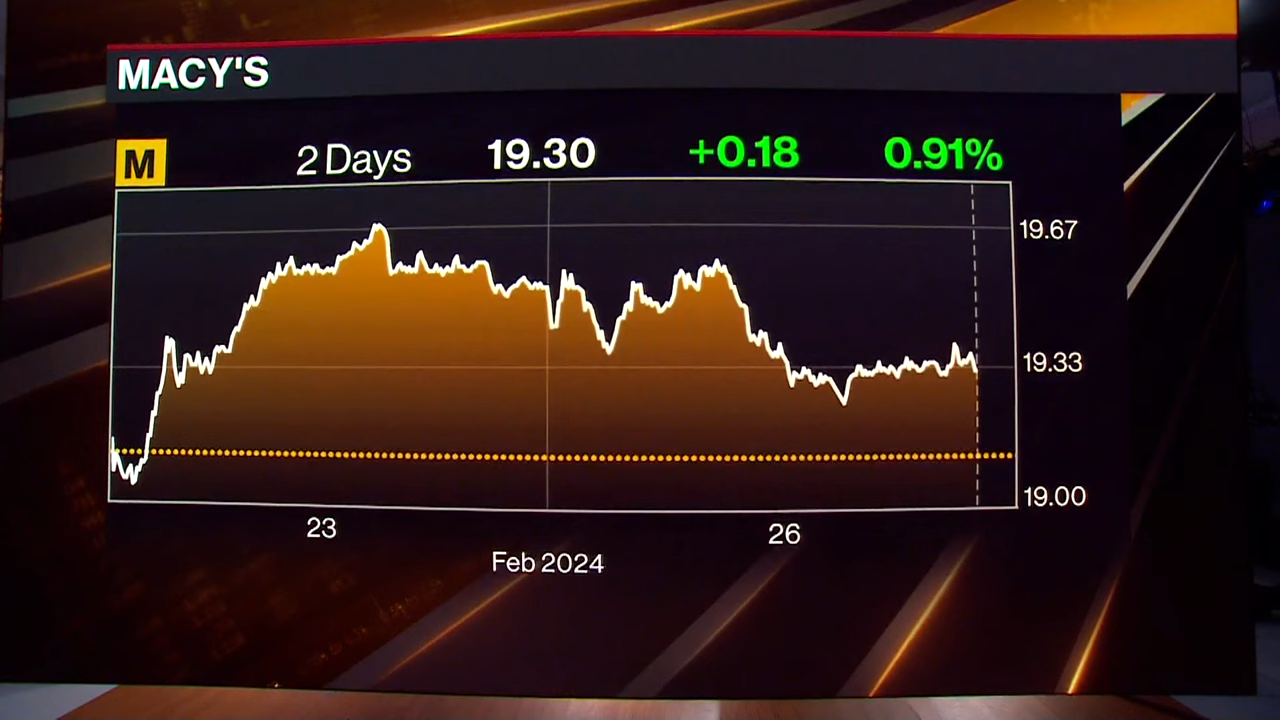 MACY'S
M 2 Days 19.30 +0.18 0.91%
19.67
19.33
19.00
23 26
Feb 2024